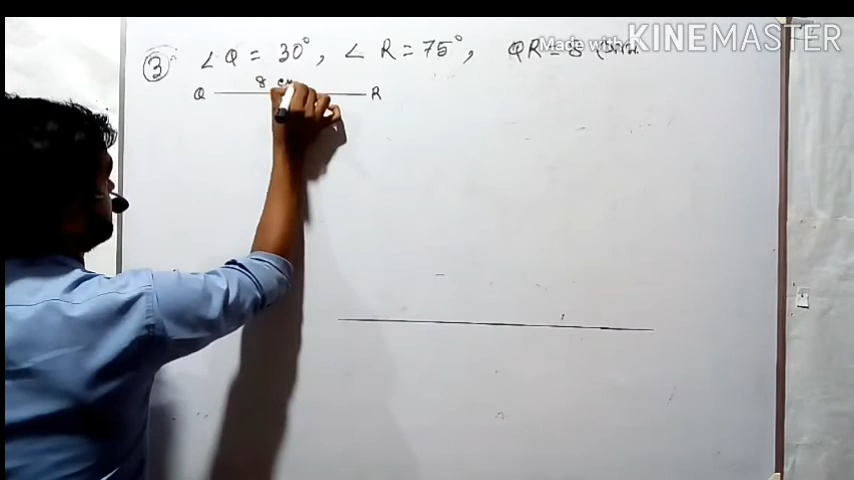 Made with KINEMASTER
③ ∠Q = 30°, ∠R = 75°, QR = 8 cm.
8 cm
Q R